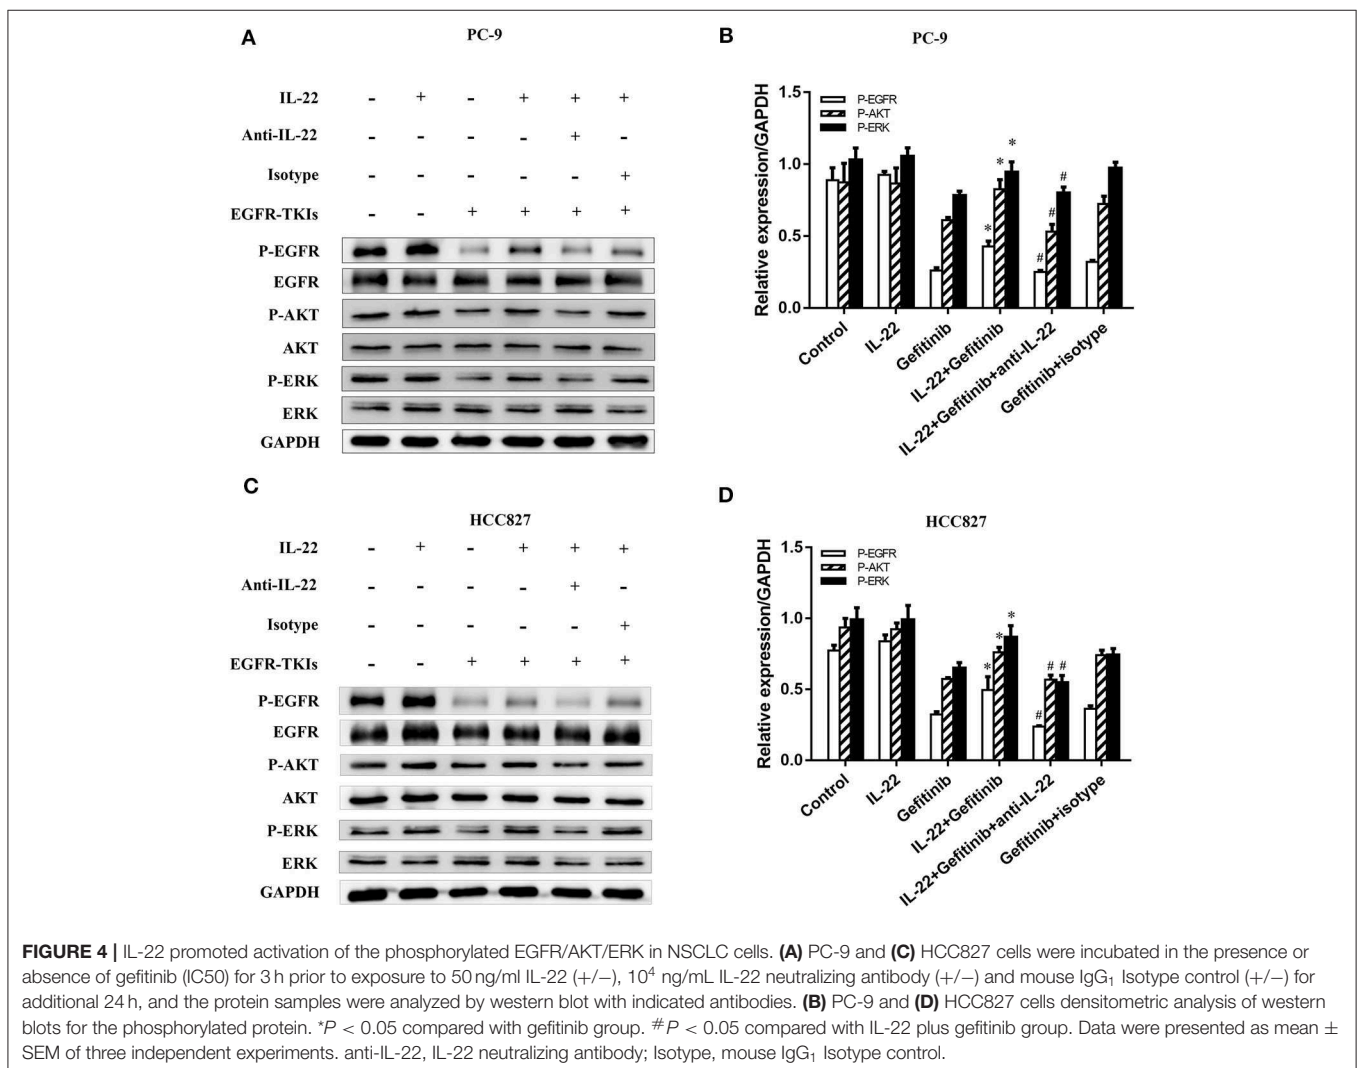 A
PC-9
IL-22 - + - + + +
Anti-IL-22 - - - - + -
Isotype - - - - - +
EGFR-TKIs - - + + + +
P-EGFR
EGFR
P-AKT
AKT
P-ERK
ERK
GAPDH
B
PC-9
Relative expression/GAPDH
1.5
1.0
0.5
0.0
P-EGFR
P-AKT
P-ERK
* * *
# # #
Control
IL-22
Gefitinib
IL-22+Gefitinib
IL-22+Gefitinib+anti-IL-22
Gefitinib+isotype
C
HCC827
IL-22 - + - + + +
Anti-IL-22 - - - - + -
Isotype - - - - - +
EGFR-TKIs - - + + + +
P-EGFR
EGFR
P-AKT
AKT
P-ERK
ERK
GAPDH
D
HCC827
Relative expression/GAPDH
1.5
1.0
0.5
0.0
P-EGFR
P-AKT
P-ERK
* * *
# # #
Control
IL-22
Gefitinib
IL-22+Gefitinib
IL-22+Gefitinib+anti-IL-22
Gefitinib+isotype
FIGURE 4 | IL-22 promoted activation of the phosphorylated EGFR/AKT/ERK in NSCLC cells. (A) PC-9 and (C) HCC827 cells were incubated in the presence or
absence of gefitinib (IC50) for 3 h prior to exposure to 50 ng/ml IL-22 (+/−), 10⁴ ng/mL IL-22 neutralizing antibody (+/−) and mouse IgG₁ Isotype control (+/−) for
additional 24 h, and the protein samples were analyzed by western blot with indicated antibodies. (B) PC-9 and (D) HCC827 cells densitometric analysis of western
blots for the phosphorylated protein. *P < 0.05 compared with gefitinib group. #P < 0.05 compared with IL-22 plus gefitinib group. Data were presented as mean ±
SEM of three independent experiments. anti-IL-22, IL-22 neutralizing antibody; Isotype, mouse IgG₁ Isotype control.